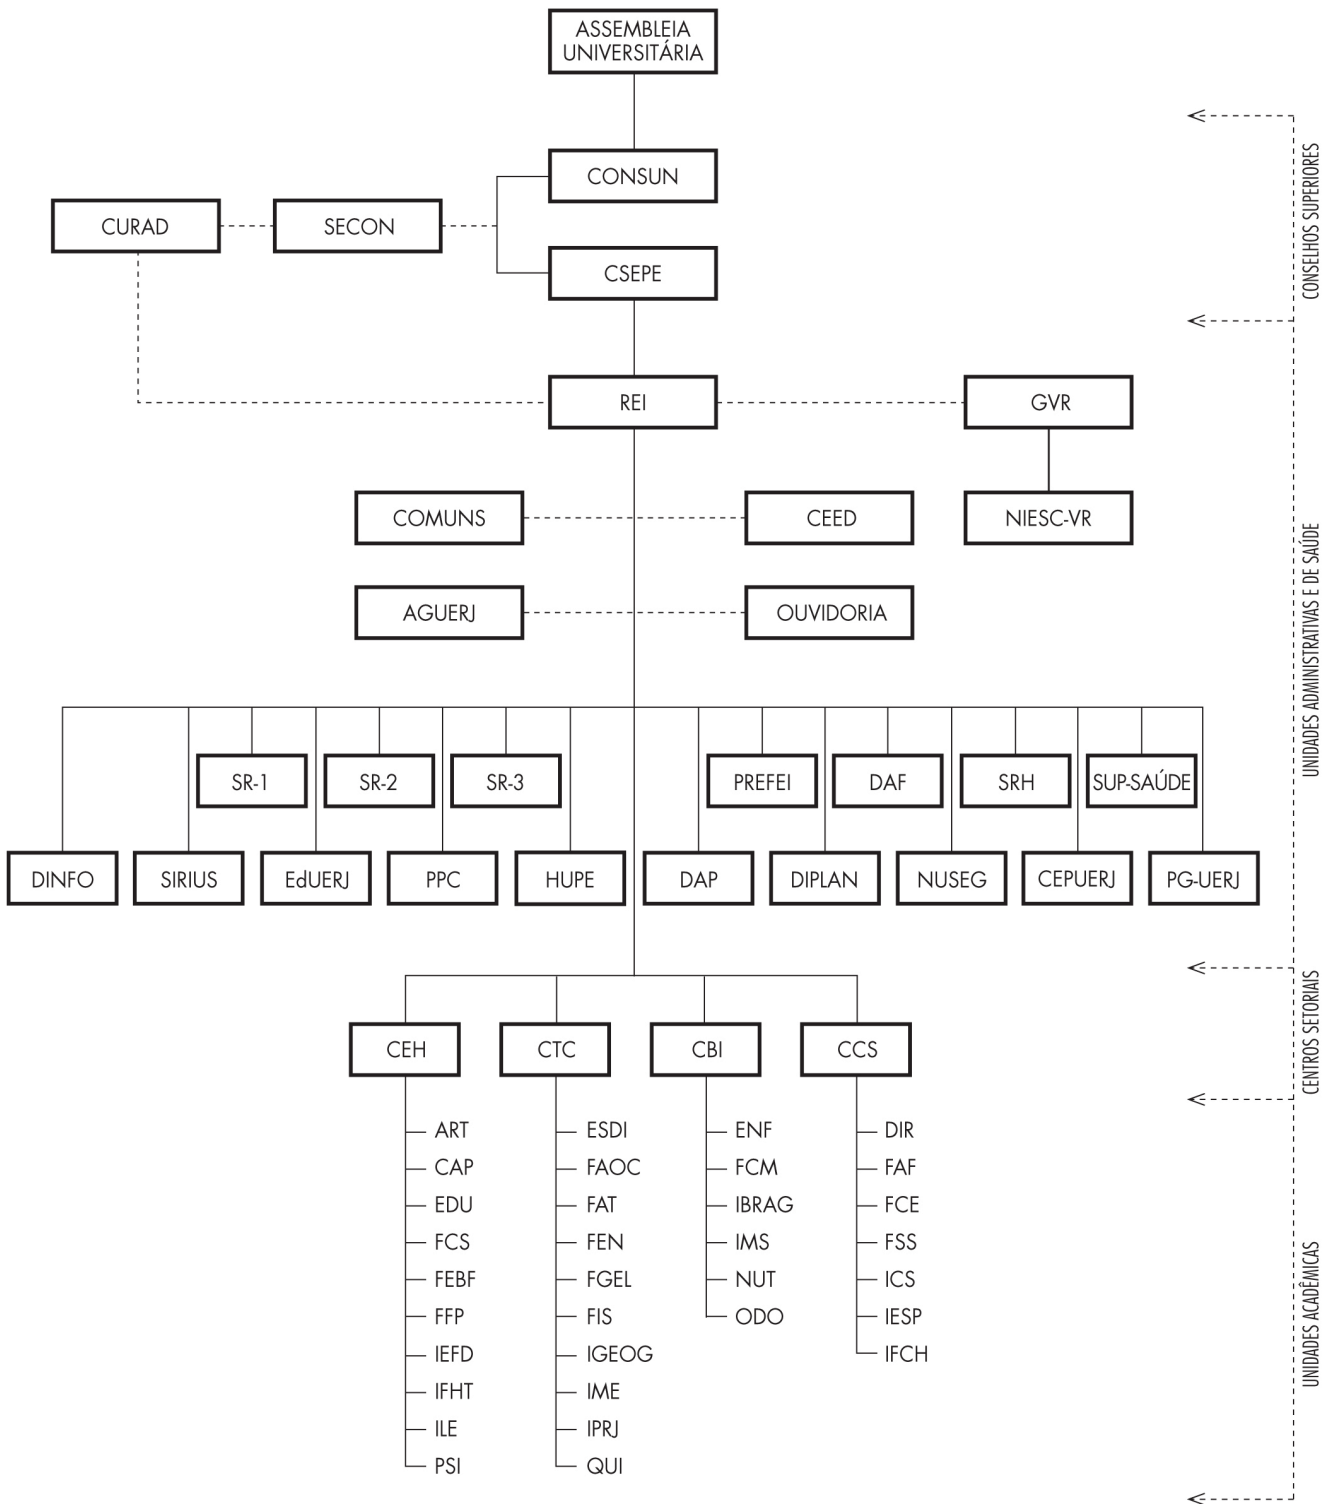 ASSEMBLEIA
UNIVERSITÁRIA
CONSUN
CURAD
SECON
CSEPE
CONSELHOS SUPERIORES
REI
GVR
COMUNS
CEED
NIESC-VR
AGUERJ
OUVIDORIA
UNIDADES ADMINISTRATIVAS E DE SAÚDE
SR-1
SR-2
SR-3
PREFEI
DAF
SRH
SUP-SAÚDE
DINFO
SIRIUS
EdUERJ
PPC
HUPE
DAP
DIPLAN
NUSEG
CEPUERJ
PG-UERJ
CENTROS SETORIAIS
CEH
CTC
CBI
CCS
ART
CAP
EDU
FCS
FEBF
FFP
IEFD
IFHT
ILE
PSI
ESDI
FAOC
FAT
FEN
FGEL
FIS
IGEOG
IME
IPRJ
QUI
ENF
FCM
IBRAG
IMS
NUT
ODO
DIR
FAF
FCE
FSS
ICS
IESP
IFCH
UNIDADES ACADÊMICAS